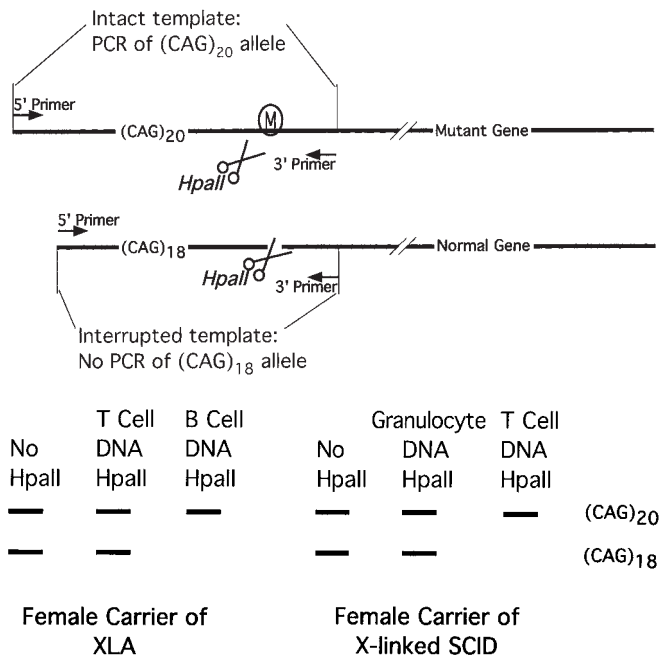 Intact template:
PCR of (CAG)20 allele
5' Primer
M
(CAG)20
Mutant Gene
HpaII
3' Primer
5' Primer
(CAG)18
Normal Gene
HpaII
3' Primer
Interrupted template:
No PCR of (CAG)18 allele
T Cell B Cell Granulocyte T Cell
No DNA DNA No DNA DNA
HpaII HpaII HpaII HpaII HpaII HpaII
(CAG)20
(CAG)18
Female Carrier of Female Carrier of
XLA X-linked SCID